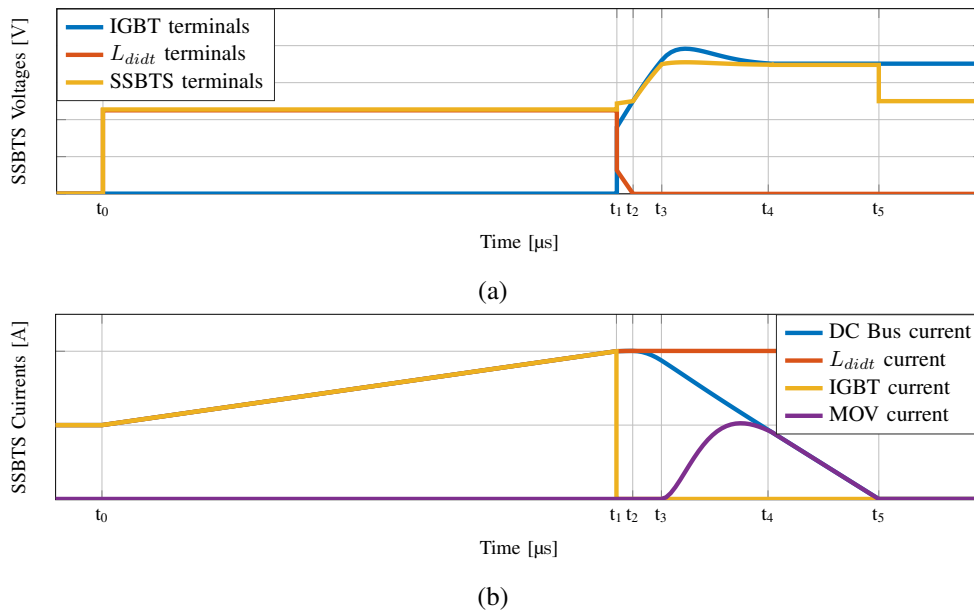 SSBTS Voltages [V]
IGBT terminals
L_didt terminals
SSBTS terminals
t0 t1 t2 t3 t4 t5
Time [µs]
(a)
SSBTS Cuirrents [A]
DC Bus current
L_didt current
IGBT current
MOV current
t0 t1 t2 t3 t4 t5
Time [µs]
(b)